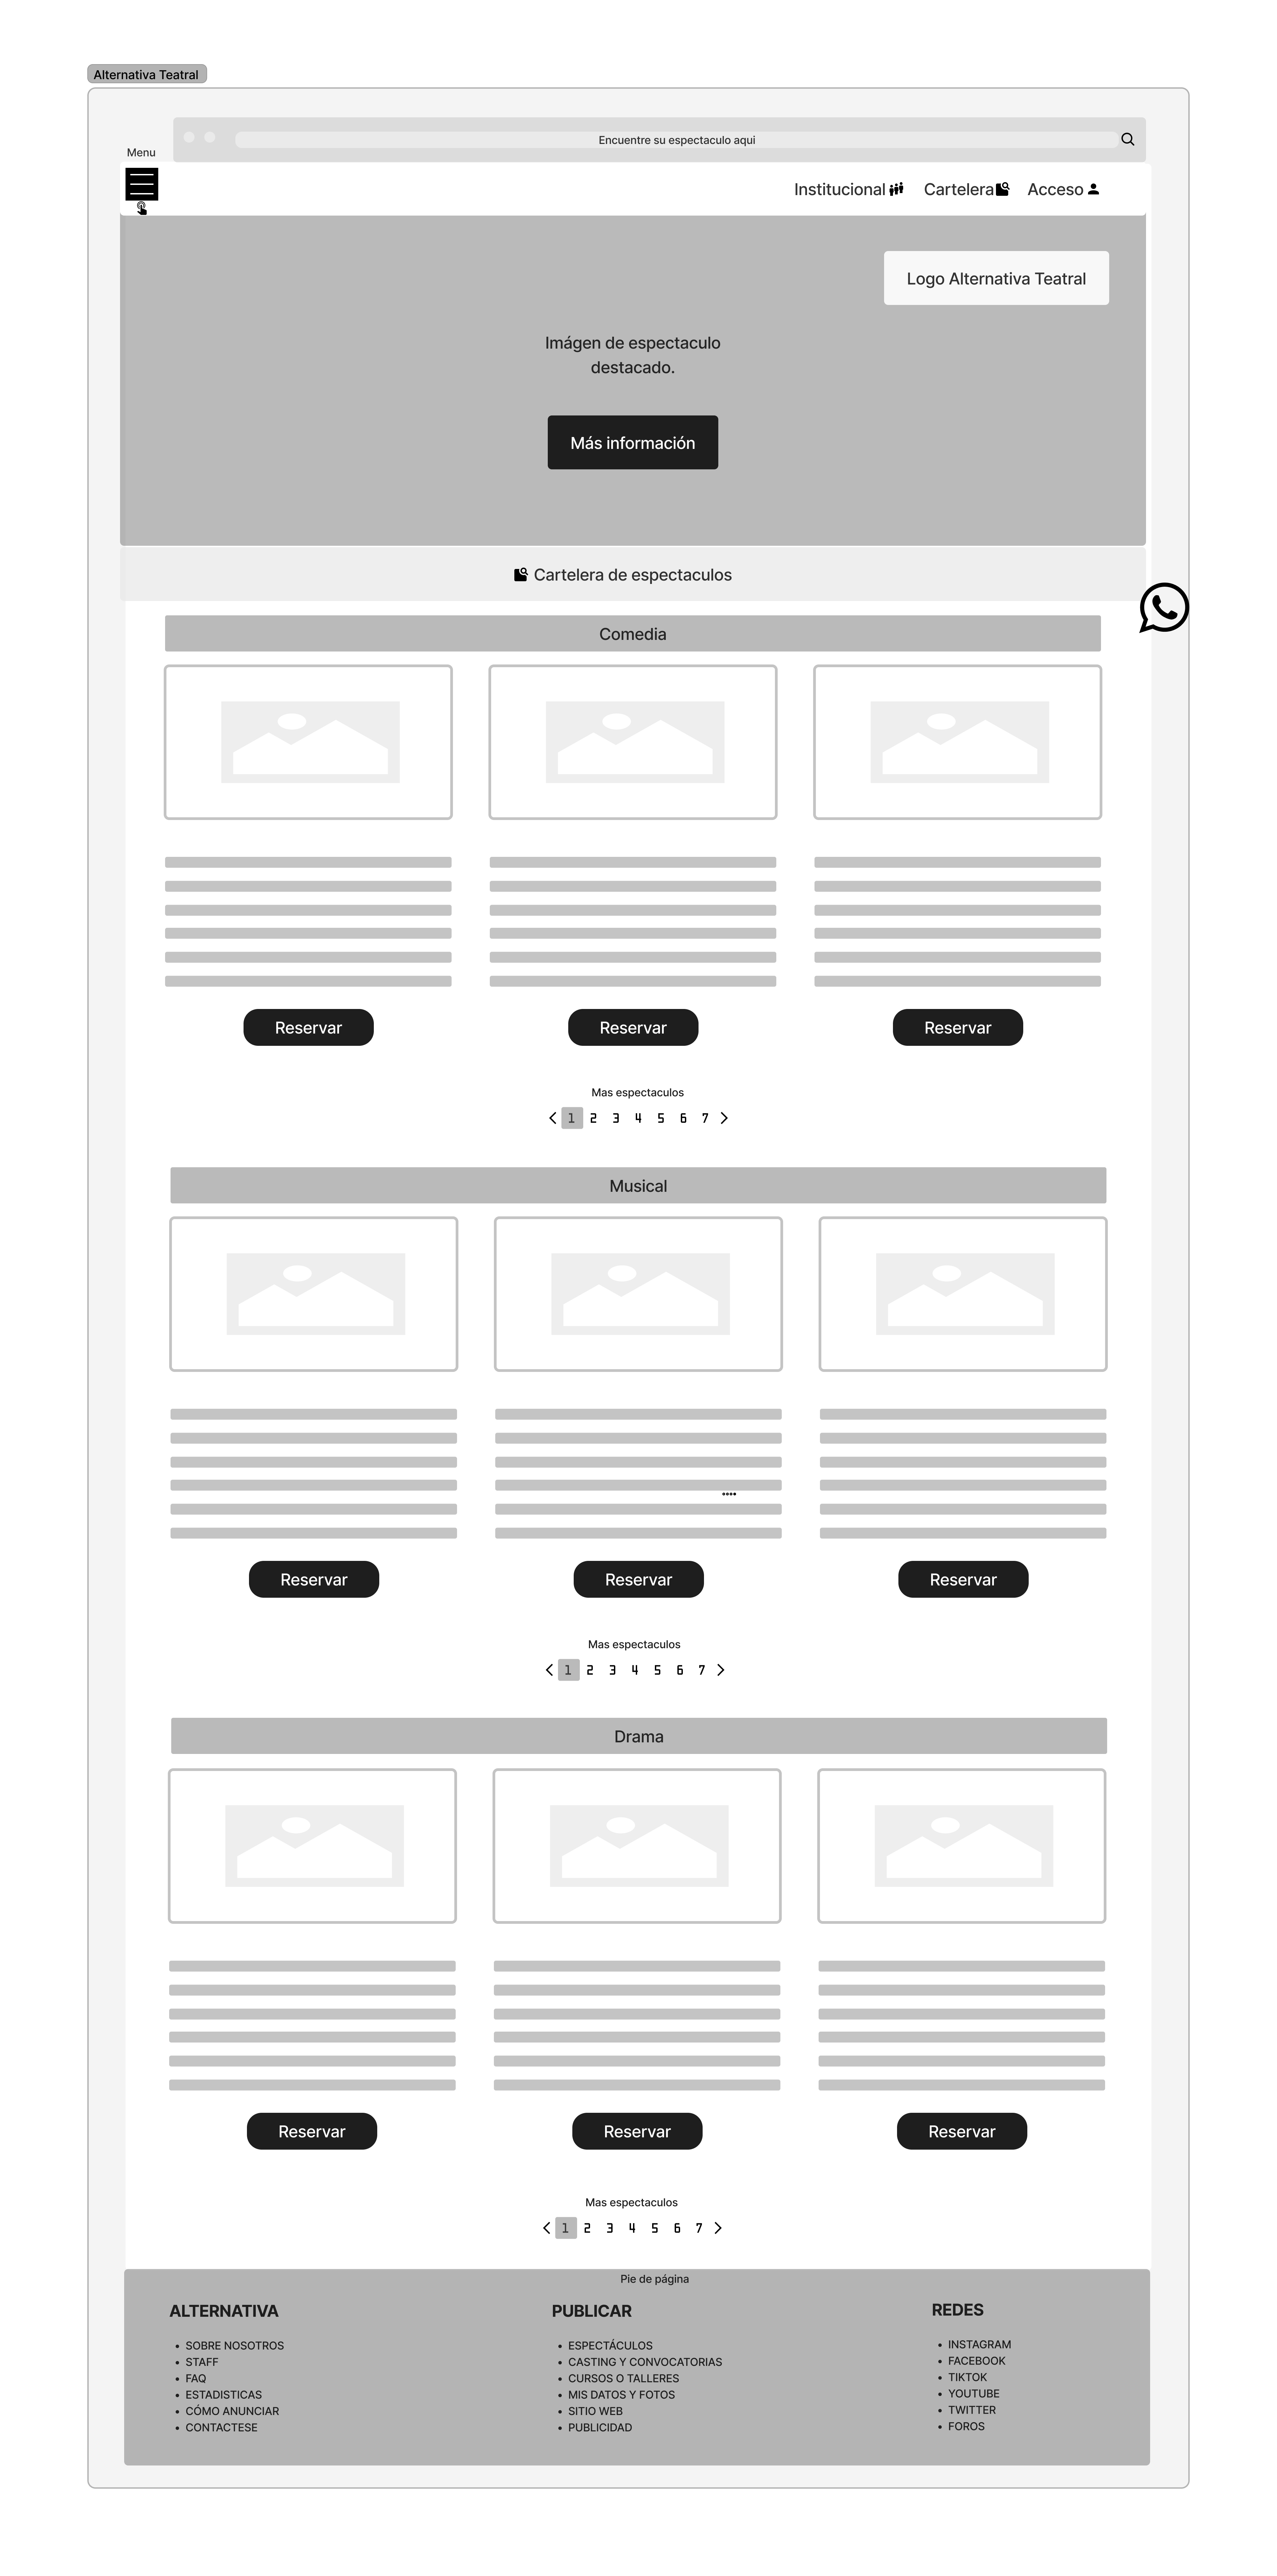 Alternativa Teatral
Encuentre su espectaculo aqui
Menu
Institucional Cartelera Acceso
Logo Alternativa Teatral
Imágen de espectaculo
destacado.
Más información
Cartelera de espectaculos
Comedia
Reservar Reservar Reservar
Mas espectaculos
1 2 3 4 5 6 7
Musical
Reservar Reservar Reservar
Mas espectaculos
1 2 3 4 5 6 7
Drama
Reservar Reservar Reservar
Mas espectaculos
1 2 3 4 5 6 7
Pie de página
ALTERNATIVA
• SOBRE NOSOTROS
• STAFF
• FAQ
• ESTADISTICAS
• CÓMO ANUNCIAR
• CONTACTESE
PUBLICAR
• ESPECTÁCULOS
• CASTING Y CONVOCATORIAS
• CURSOS O TALLERES
• MIS DATOS Y FOTOS
• SITIO WEB
• PUBLICIDAD
REDES
• INSTAGRAM
• FACEBOOK
• TIKTOK
• YOUTUBE
• TWITTER
• FOROS